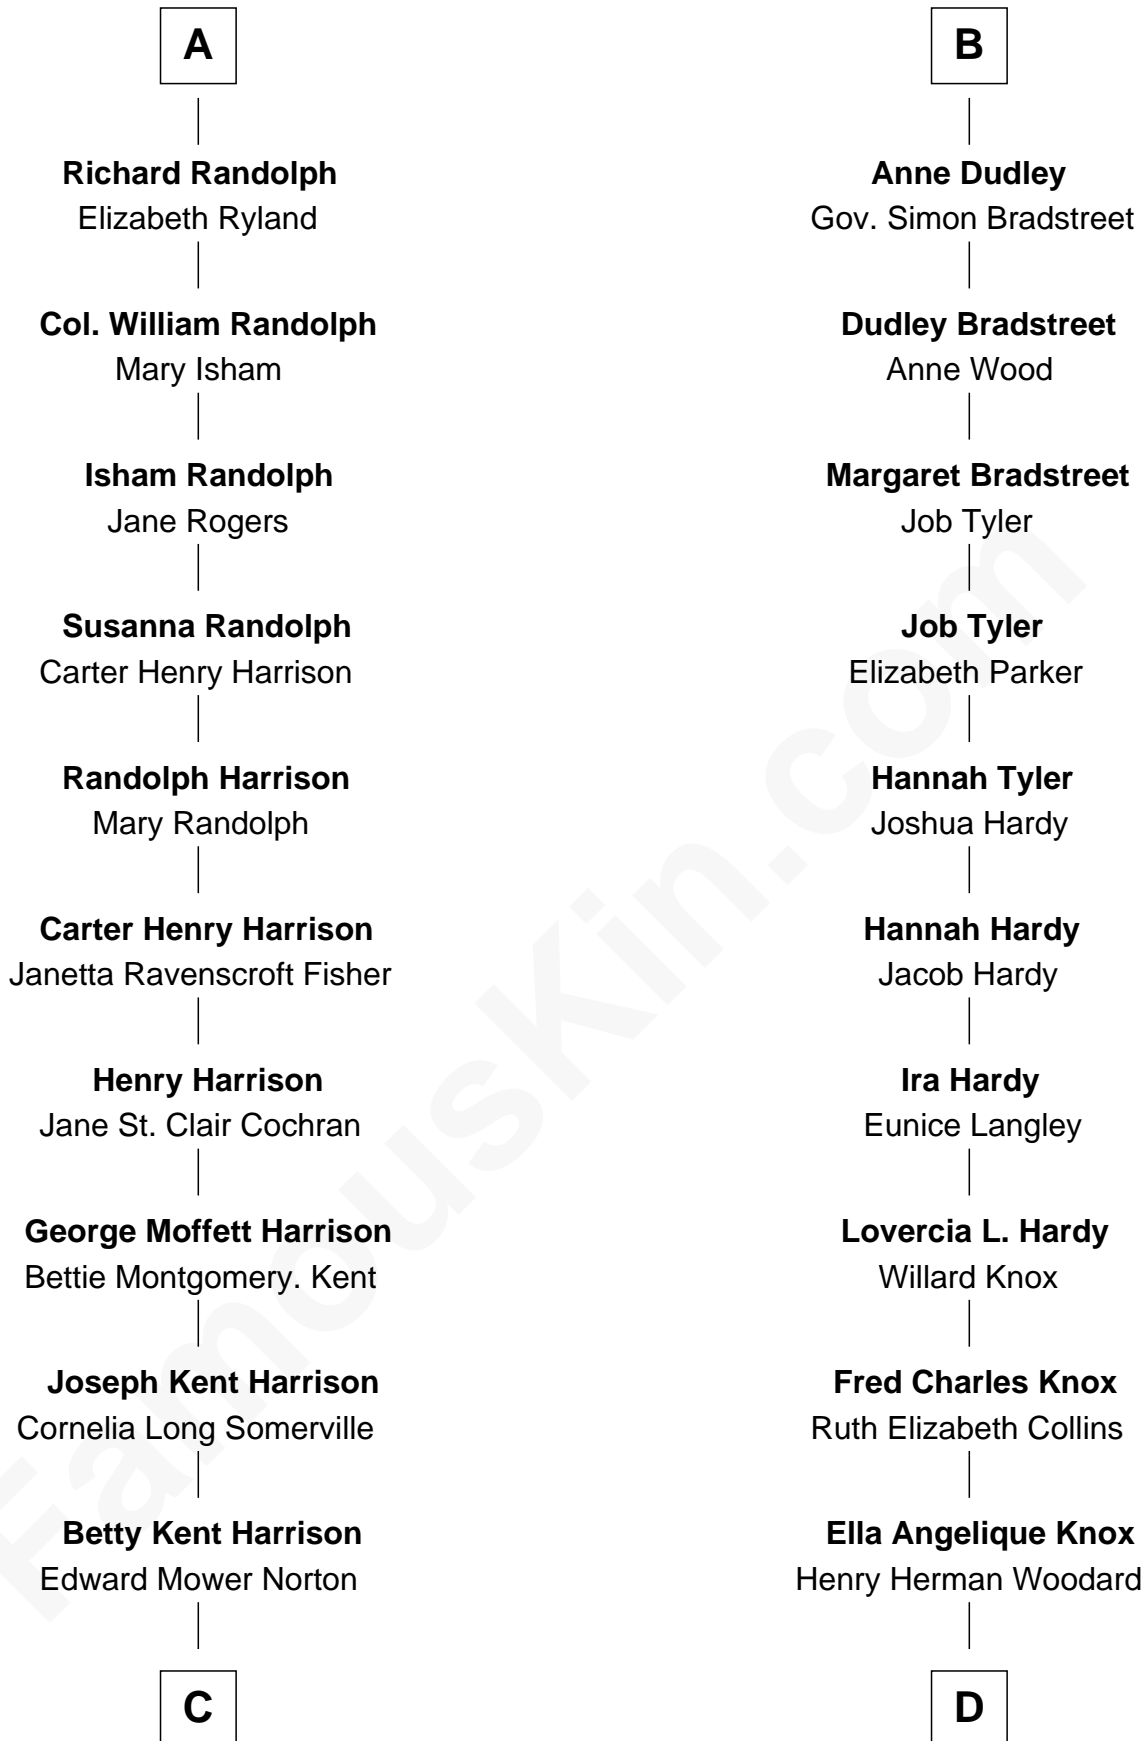 A
Richard Randolph
Elizabeth Ryland
Col. William Randolph
Mary Isham
Isham Randolph
Jane Rogers
Susanna Randolph
Carter Henry Harrison
Randolph Harrison
Mary Randolph
Carter Henry Harrison
Janetta Ravenscroft Fisher
Henry Harrison
Jane St. Clair Cochran
George Moffett Harrison
Bettie Montgomery. Kent
Joseph Kent Harrison
Cornelia Long Somerville
Betty Kent Harrison
Edward Mower Norton
C
B
Anne Dudley
Gov. Simon Bradstreet
Dudley Bradstreet
Anne Wood
Margaret Bradstreet
Job Tyler
Job Tyler
Elizabeth Parker
Hannah Tyler
Joshua Hardy
Hannah Hardy
Jacob Hardy
Ira Hardy
Eunice Langley
Lovercia L. Hardy
Willard Knox
Fred Charles Knox
Ruth Elizabeth Collins
Ella Angelique Knox
Henry Herman Woodard
D
FamousKin.com